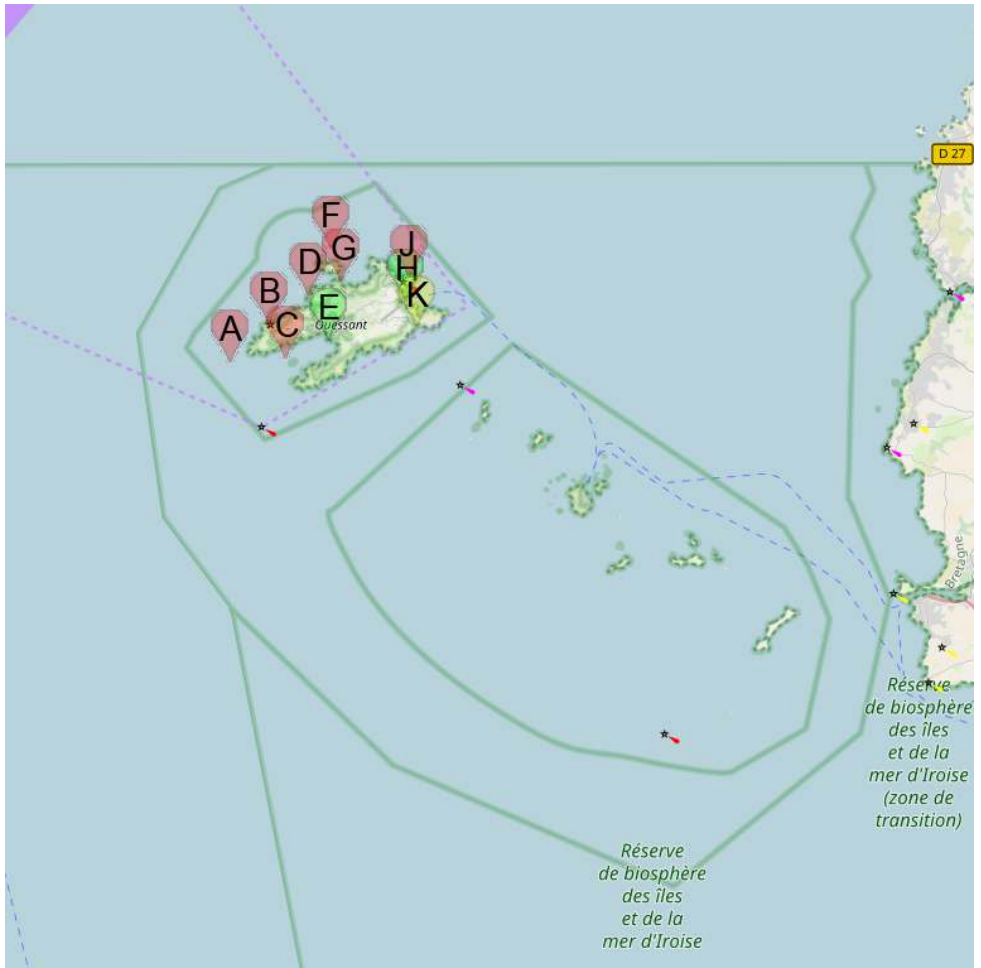 D 27
F
J
G
D
H
B
K
E
C
A
Ouessant
Bretagne
Réserve
de biosphère
des îles
et de la
mer d'Iroise
(zone de
transition)
Réserve
de biosphère
des îles
et de la
mer d'Iroise